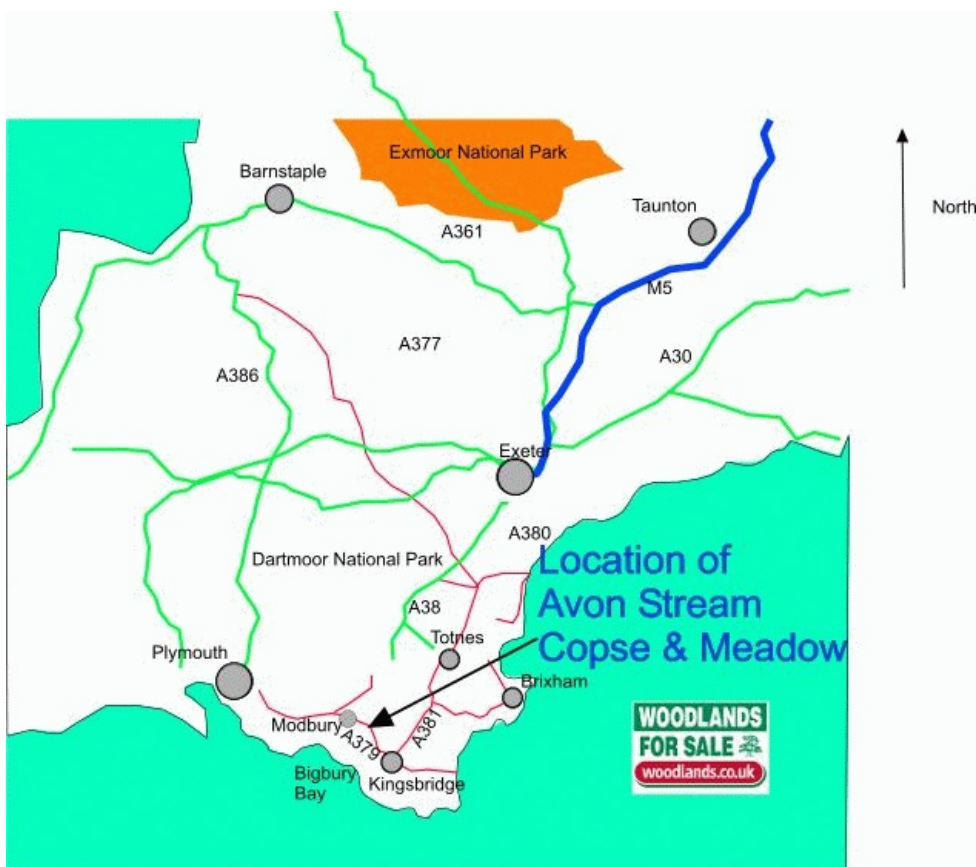 Exmoor National Park
Barnstaple
Taunton
North
A361
M5
A377
A30
A386
Exeter
A380
Dartmoor National Park
Location of
Avon Stream
Copse & Meadow
A38
Totnes
Plymouth
Brixham
Modbury
A379
A381
Bigbury
Bay
Kingsbridge
WOODLANDS
FOR SALE
woodlands.co.uk